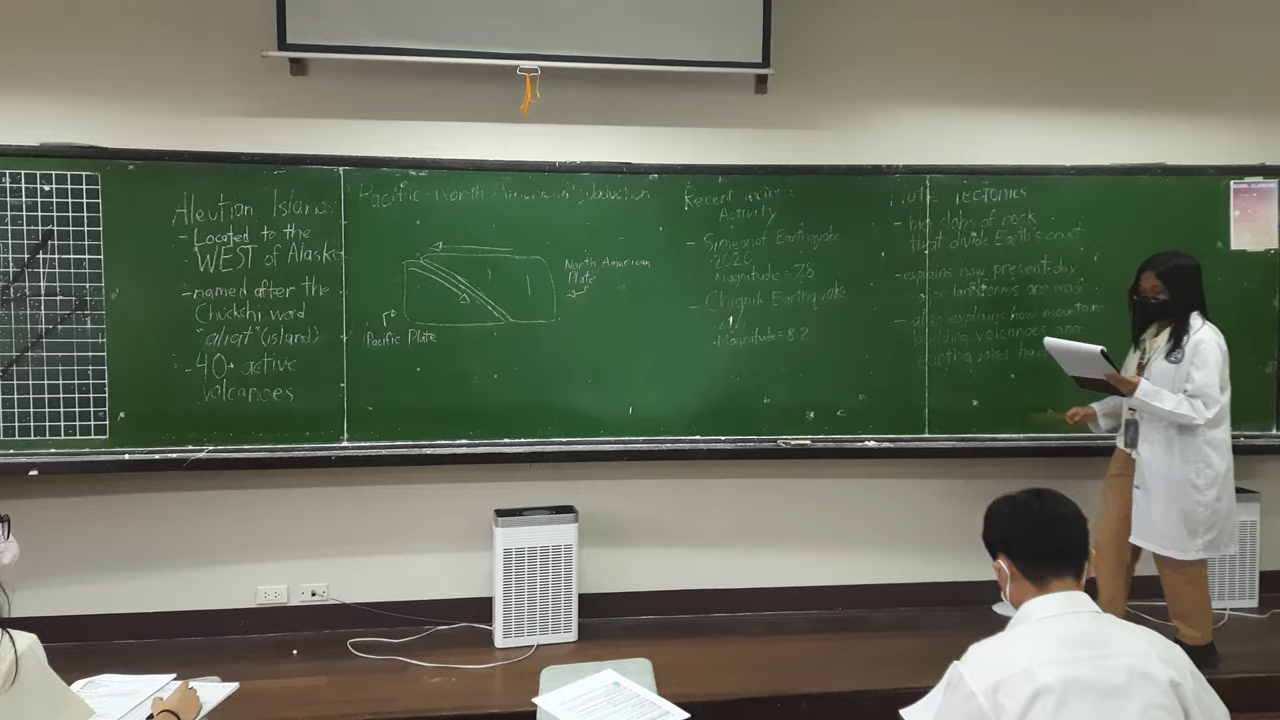 Aleutian Islands
- Located to the
WEST of Alaska
- named after the
Chuckchi word
"aliat" (island)
- 40+ active
volcanoes
Pacific - North American Subduction
North American
Plate
Pacific Plate
Recent
Activity
- Simeonof Earthquake
2020
Magnitude = 7.8
- Chignik Earthquake
Magnitude = 8.2
Plate Tectonics
- big slabs of rock
that divide Earth's crust
- explains how present-day
landforms are made
- also explains how mountain
building volcanoes and